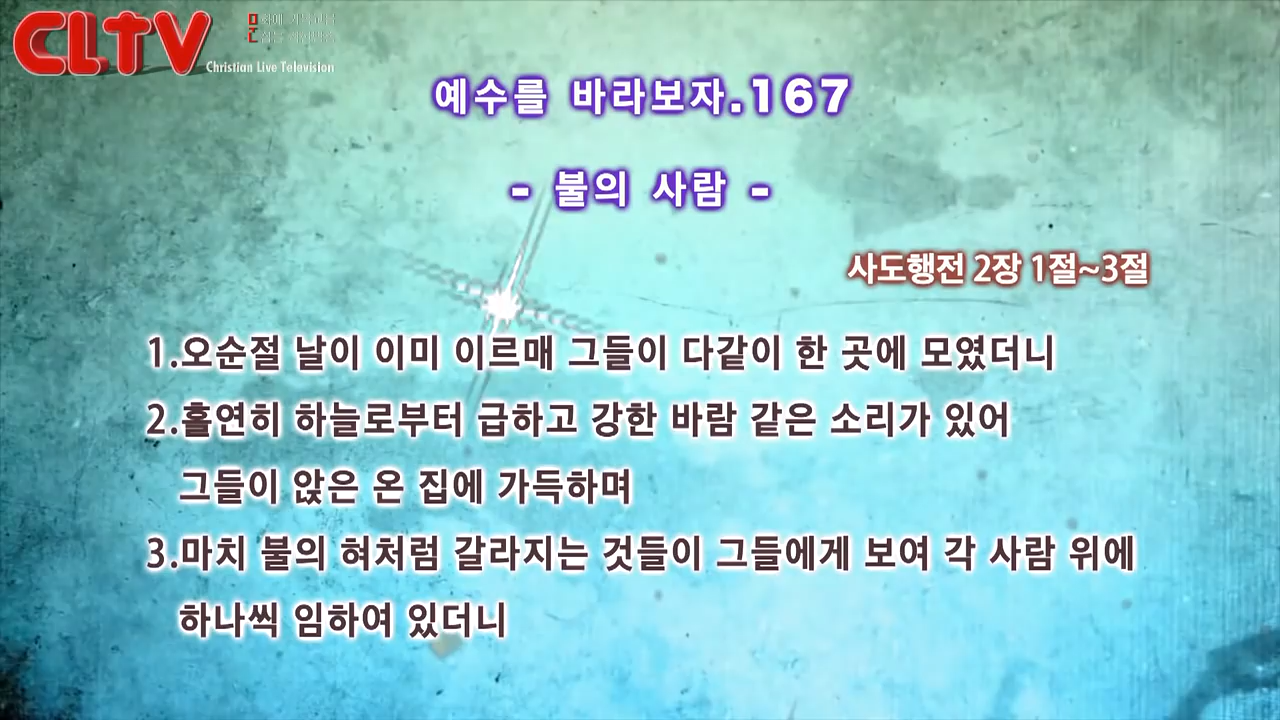 CLTV
Christian Live Television
예수를 바라보자.167
- 불의 사람 -
사도행전 2장 1절~3절
1.오순절 날이 이미 이르매 그들이 다같이 한 곳에 모였더니
2.홀연히 하늘로부터 급하고 강한 바람 같은 소리가 있어
그들이 앉은 온 집에 가득하며
3.마치 불의 혀처럼 갈라지는 것들이 그들에게 보여 각 사람 위에
하나씩 임하여 있더니